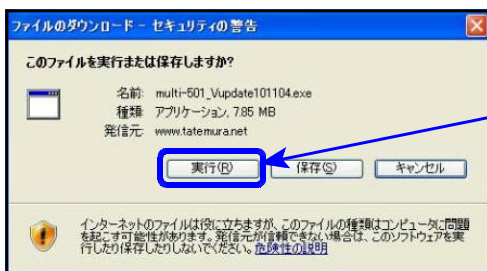 ファイルのダウンロード - セキュリティの警告
このファイルを実行または保存しますか?
名前: multi-501_Vupdate101104.exe
種類: アプリケーション, 7.85 MB
発信元: www.tatemura.net
実行(R) 保存(S) キャンセル
インターネットのファイルは役に立ちますが、このファイルの種類はコンピュータに問題
を起こす可能性があります。発信元が信頼できない場合は、このソフトウェアを実
行したり保存したりしないでください。危険性の説明